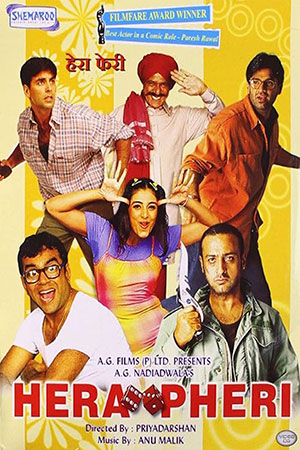 SHEMAROO
FILMFARE AWARD WINNER
Best Actor in a Comic Role - Paresh Rawal
हेरा फेरी
A.G. FILMS (P) LTD. PRESENTS
A.G. NADIADWALA'S
HERA PHERI
Directed By : PRIYADARSHAN
Music By : ANU MALIK